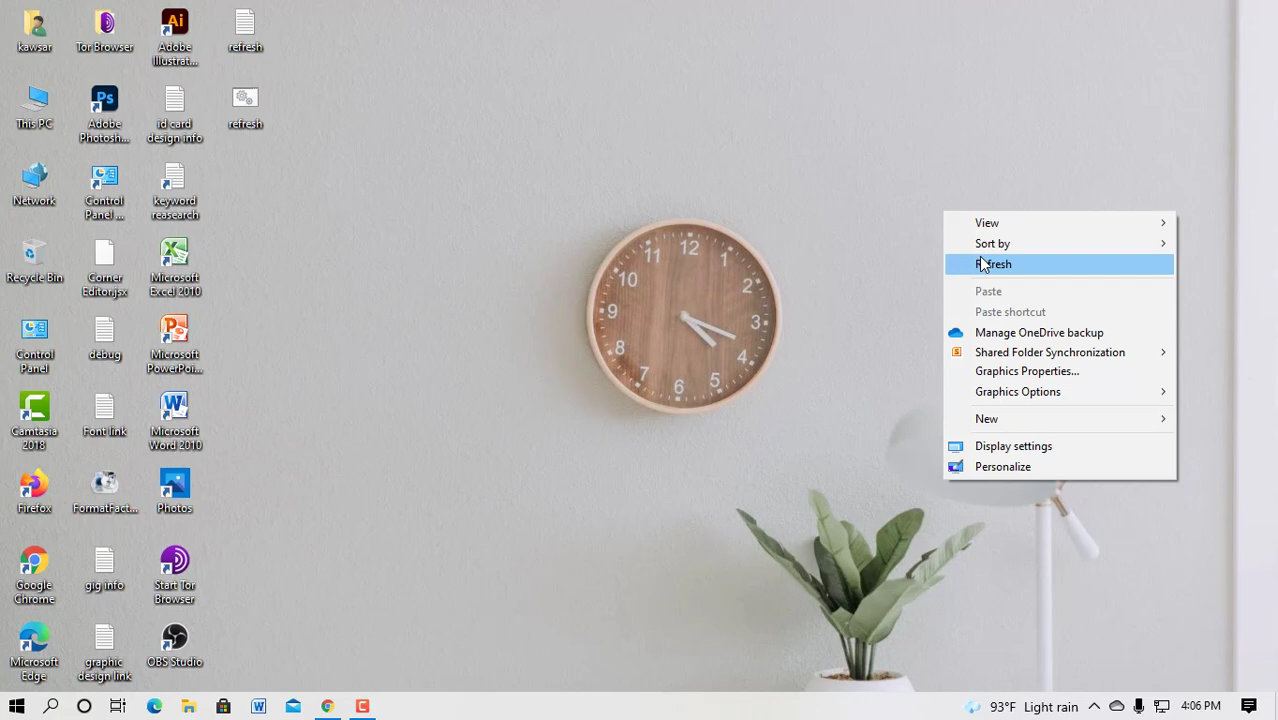 kawsar
Tor Browser
Adobe
Illustrat...
refresh
This PC
Adobe
Photosh...
id card
design info
refresh
Network
Control
Panel ...
keyword
reasearch
Recycle Bin
Corner
Editor.jsx
Microsoft
Excel 2010
Control
Panel
debug
Microsoft
PowerPoi...
Camtasia
2018
Font link
Microsoft
Word 2010
Firefox
FormatFact...
Photos
Google
Chrome
gig info
Start Tor
Browser
Microsoft
Edge
graphic
design link
OBS Studio
Ai
Ps
12
1
2
3
4
5
6
7
8
9
10
11
View
Sort by
Refresh
Paste
Paste shortcut
Manage OneDrive backup
Shared Folder Synchronization
Graphics Properties...
Graphics Options
New
Display settings
Personalize
93°F Light rain
4:06 PM